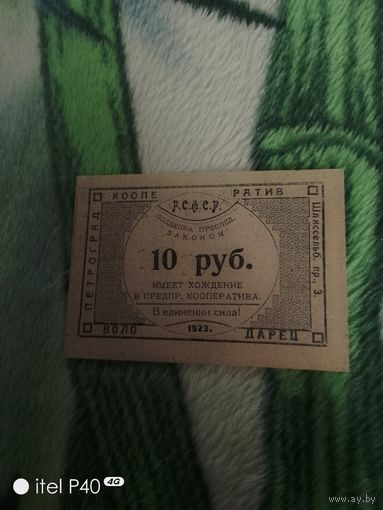 КООПЕ РАТИВ
Р.С.Ф.С.Р.
ПОДДЕЛКА ПРЕСЛЕД.
ЗАКОНОМ
10 руб.
ИМЕЕТ ХОЖДЕНИЕ
В ПРЕДПР. КООПЕРАТИВА.
В единении сила!
1923.
ВОЛО ДАРЕЦ
ПЕТРОГРАД
Шлиссельб. пр., 3.
itel P40 4G
www.ay.by